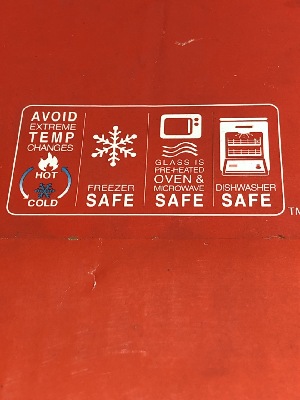 AVOID
EXTREME
TEMP
CHANGES
HOT
COLD
FREEZER
SAFE
GLASS IS
PRE-HEATED
OVEN &
MICROWAVE
SAFE
DISHWASHER
SAFE
TM